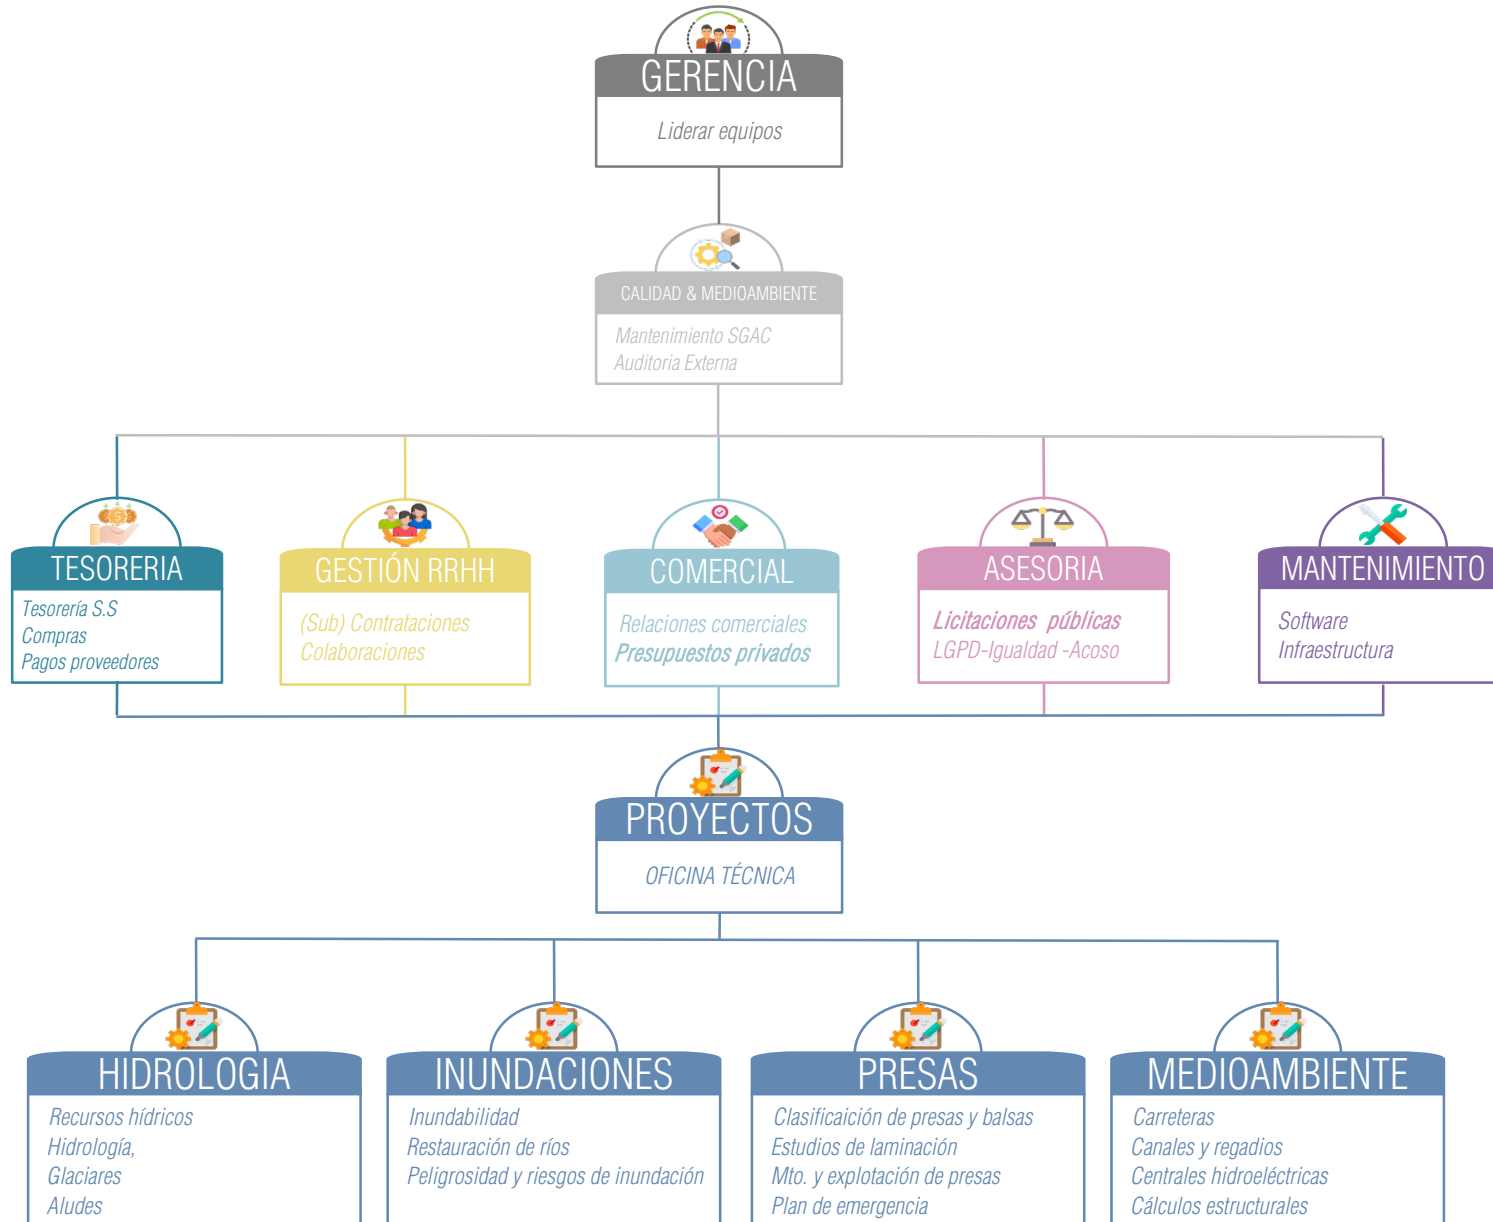 GERENCIA
Liderar equipos
CALIDAD & MEDIOAMBIENTE
Mantenimiento SGAC
Auditoria Externa
TESORERIA
Tesorería S.S
Compras
Pagos proveedores
GESTIÓN RRHH
(Sub) Contrataciones
Colaboraciones
COMERCIAL
Relaciones comerciales
Presupuestos privados
ASESORIA
Licitaciones públicas
LGPD-Igualdad -Acoso
MANTENIMIENTO
Software
Infraestructura
PROYECTOS
OFICINA TÉCNICA
HIDROLOGIA
Recursos hídricos
Hidrología,
Glaciares
Aludes
INUNDACIONES
Inundabilidad
Restauración de ríos
Peligrosidad y riesgos de inundación
PRESAS
Clasificaición de presas y balsas
Estudios de laminación
Mto. y explotación de presas
Plan de emergencia
MEDIOAMBIENTE
Carreteras
Canales y regadios
Centrales hidroeléctricas
Cálculos estructurales